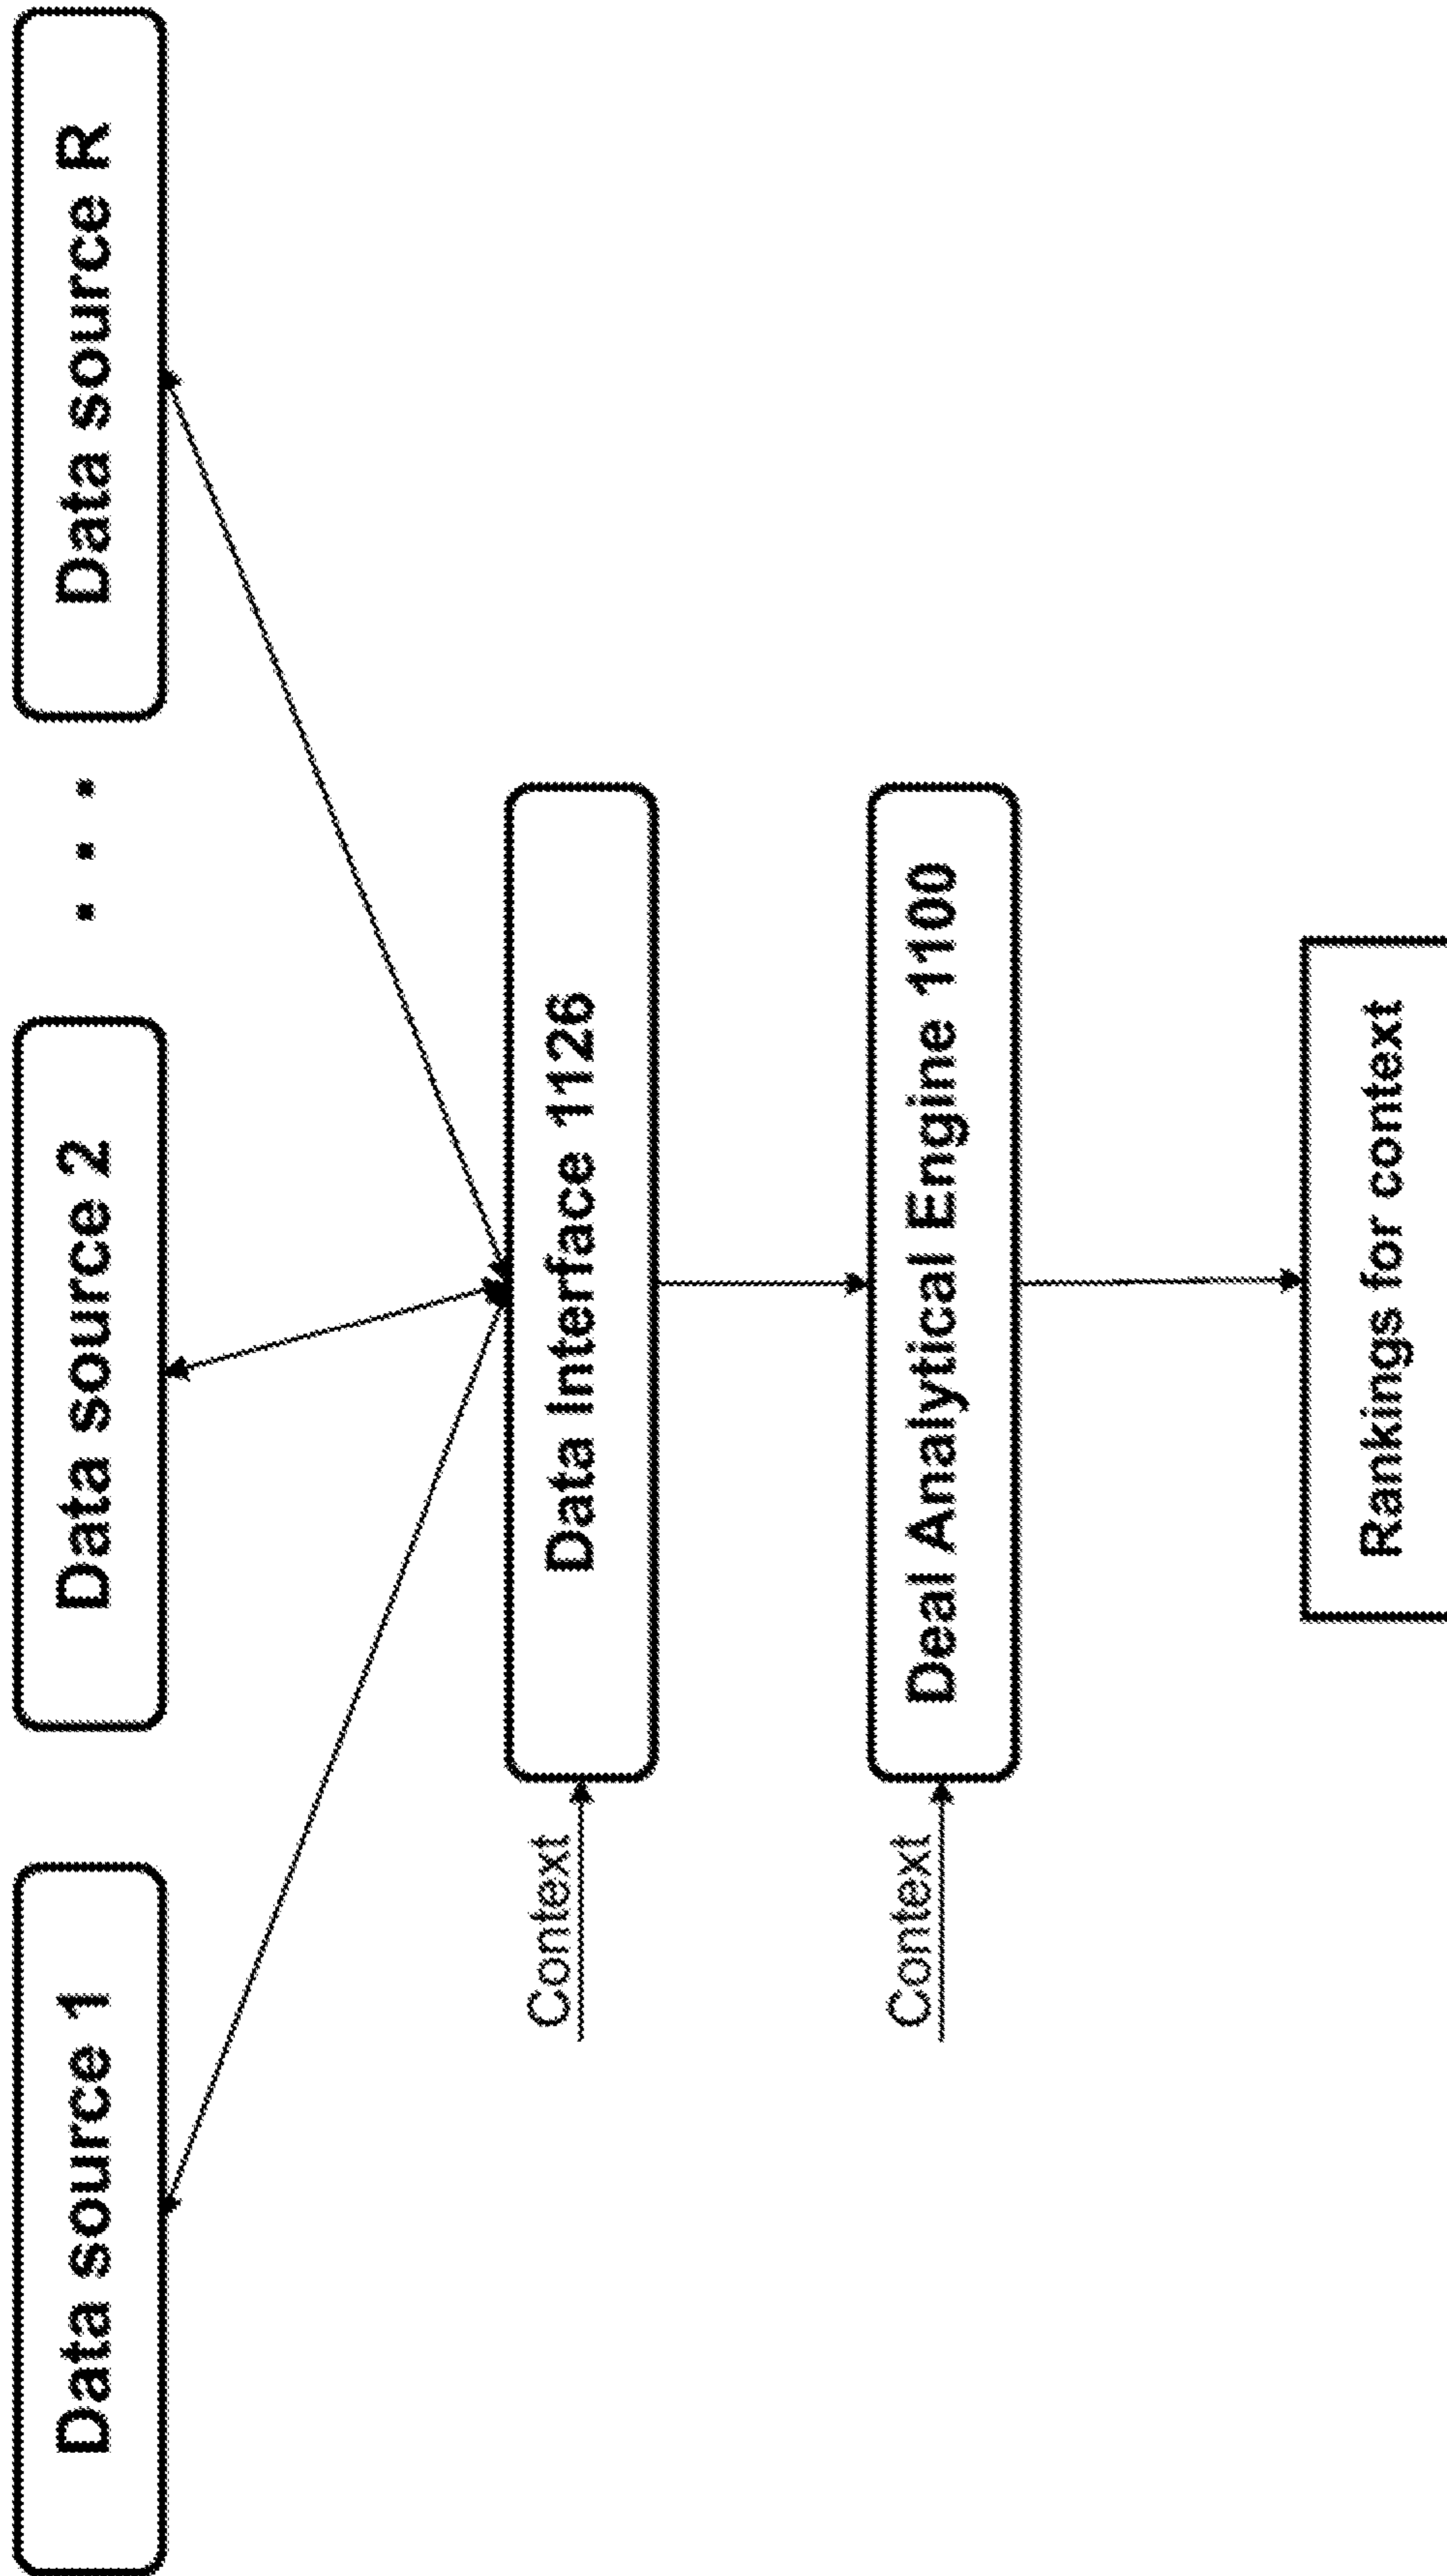 Data source 1
Data source 2
. . .
Data source R
Context
Data Interface 1126
Context
Deal Analytical Engine 1100
Rankings for context